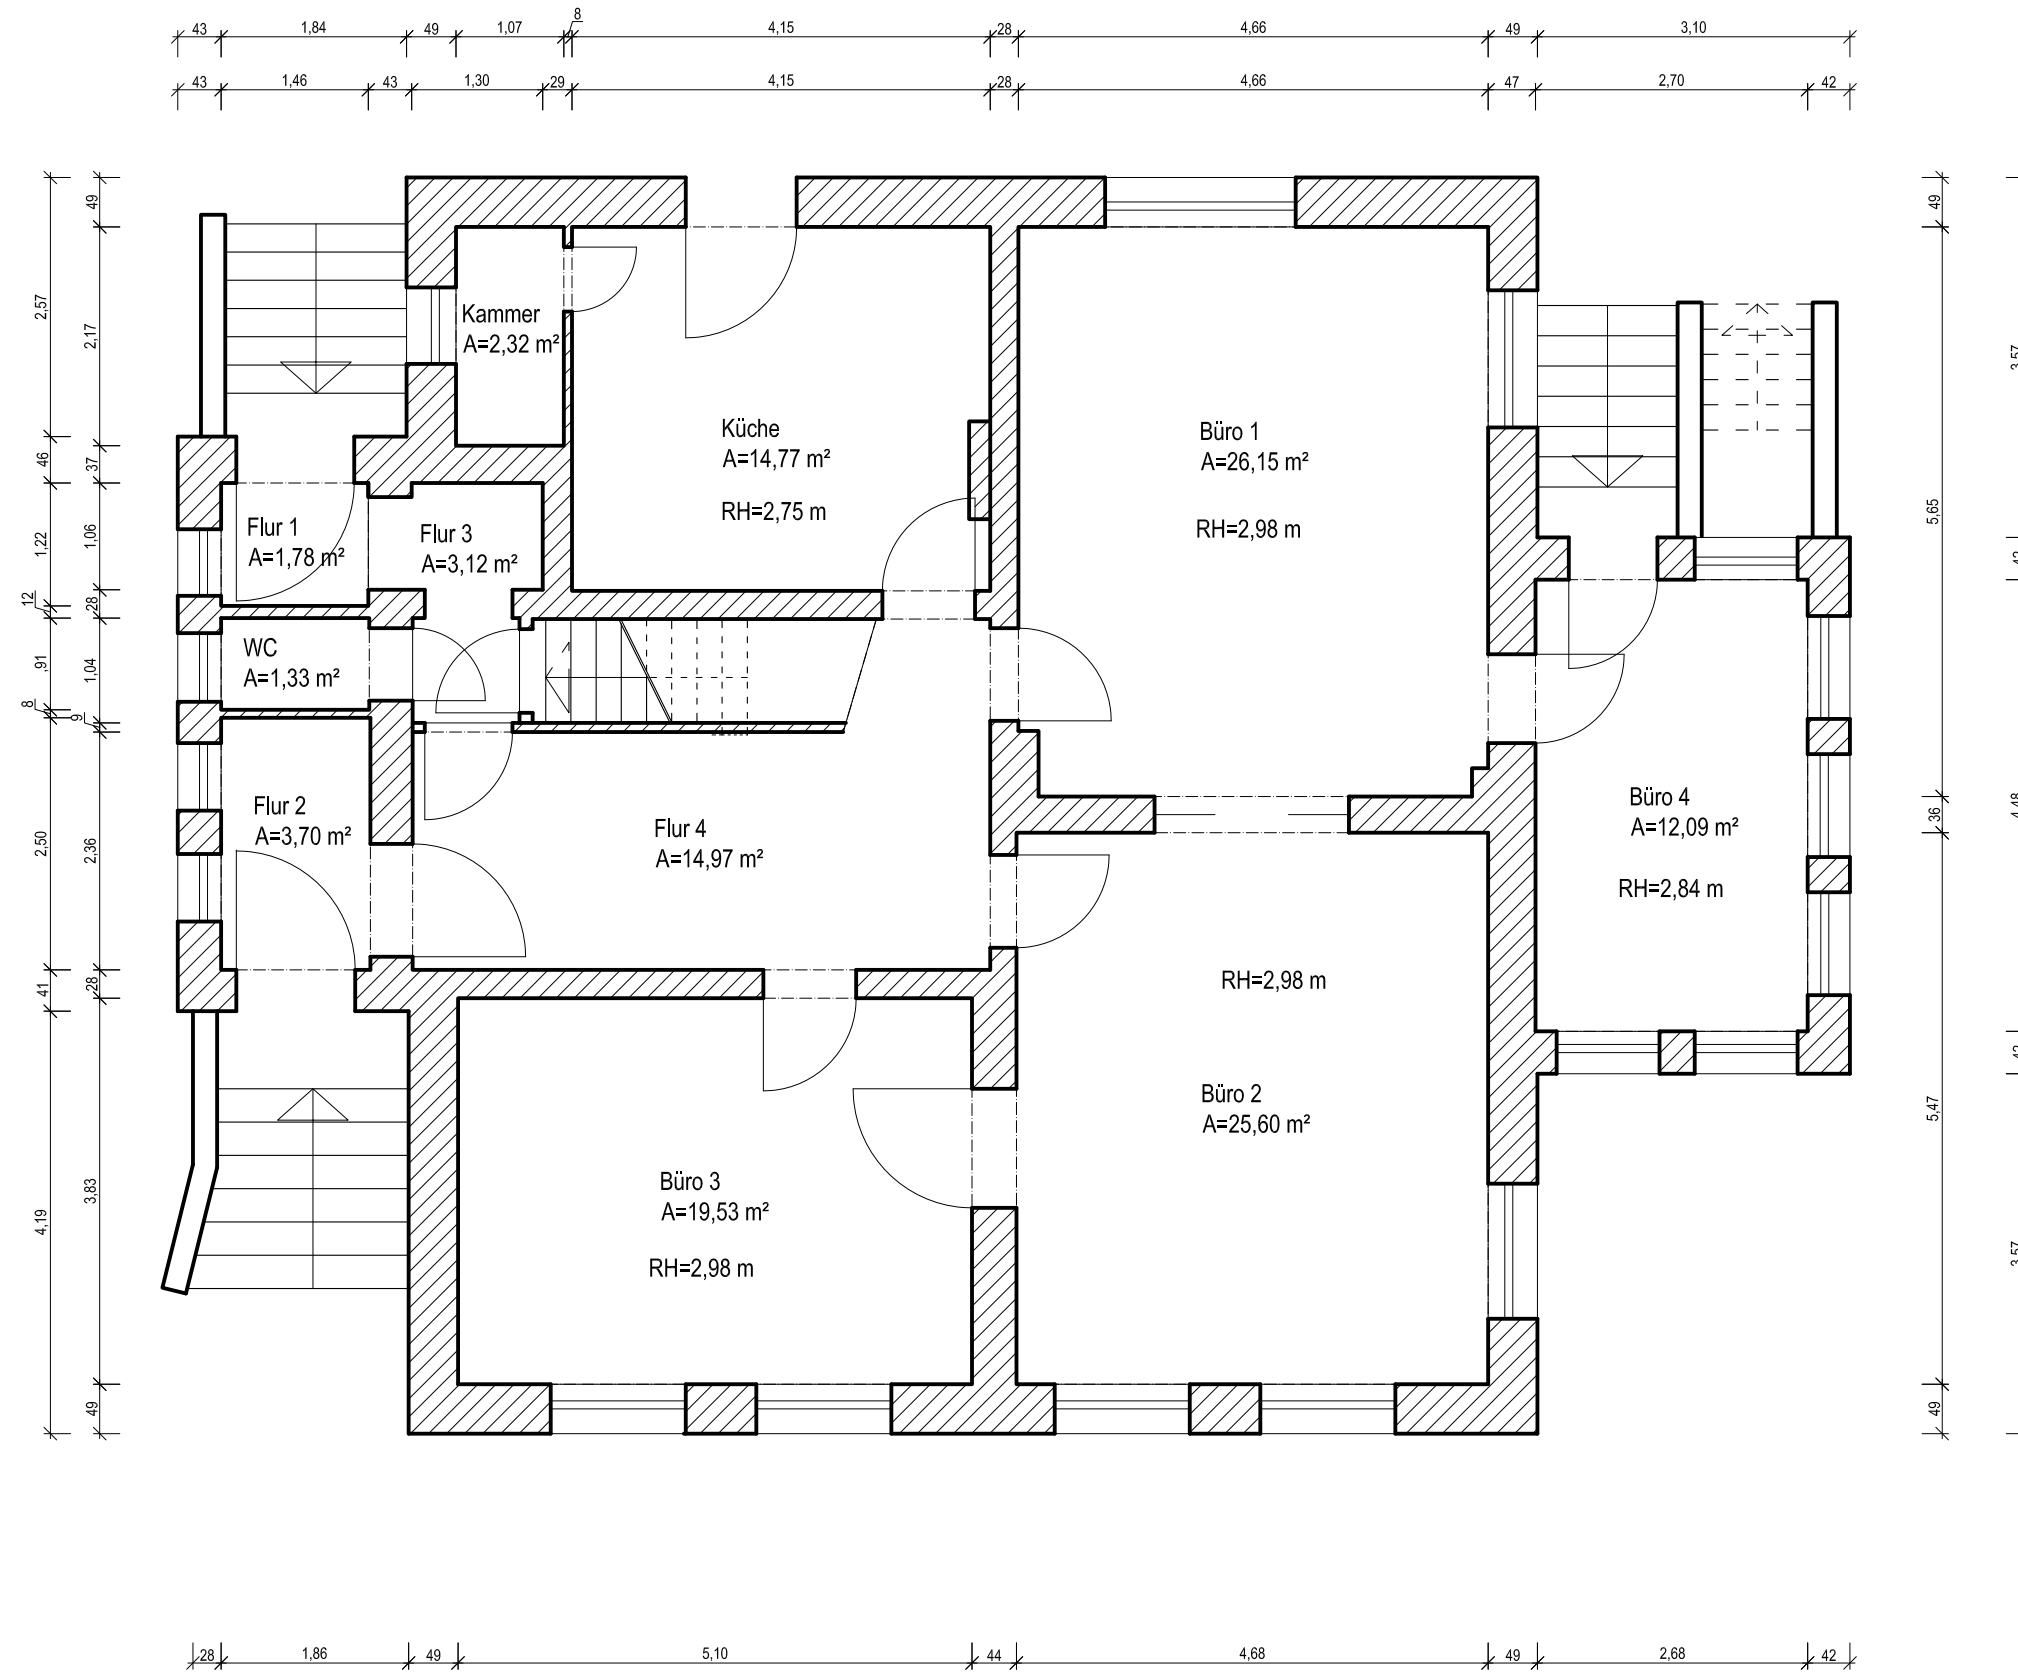 8
43 1,84 49 1,07 4,15 28 4,66 49 3,10
43 1,46 43 1,30 29 4,15 28 4,66 47 2,70 42
2,57
46
1,22
12
,91
8
2,50
41
4,19
49
2,17
37
1,06
28
1,04
9
2,36
28
3,83
49
Kammer
A=2,32 m²
Küche
A=14,77 m²
RH=2,75 m
Büro 1
A=26,15 m²
RH=2,98 m
Flur 1
A=1,78 m²
Flur 3
A=3,12 m²
WC
A=1,33 m²
Flur 2
A=3,70 m²
Flur 4
A=14,97 m²
Büro 4
A=12,09 m²
RH=2,84 m
RH=2,98 m
Büro 2
A=25,60 m²
Büro 3
A=19,53 m²
RH=2,98 m
49
5,65
36
5,47
49
3,57
4,48
3,57
28 1,86 49 5,10 44 4,68 49 2,68 42